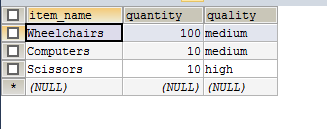 item_name quantity quality
Wheelchairs 100 medium
Computers 10 medium
Scissors 10 high
* (NULL) (NULL) (NULL)